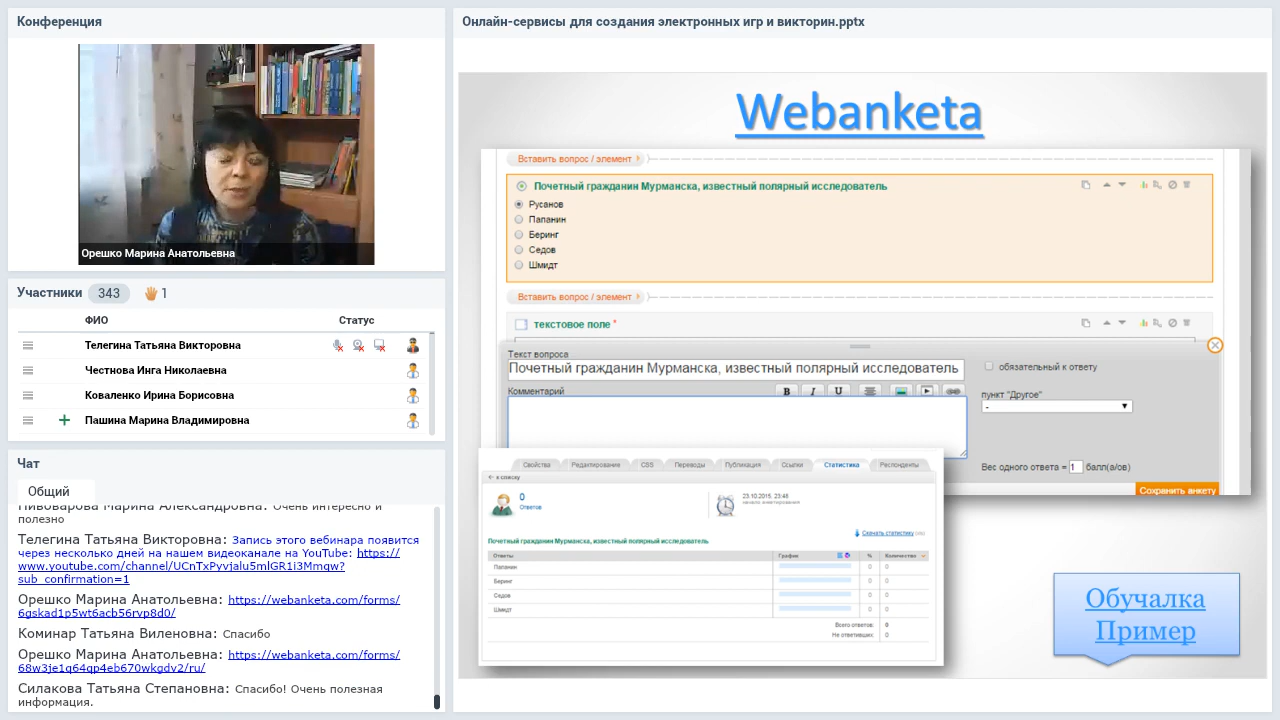 Конференция
Орешко Марина Анатольевна
Участники 343 1
ФИО Статус
Телегина Татьяна Викторовна
Честнова Инга Николаевна
Коваленко Ирина Борисовна
Пашина Марина Владимировна
Чат
Общий
Пивоварова Марина Александровна: Очень интересно и
полезно
Телегина Татьяна Викторовна: Запись этого вебинара появится
через несколько дней на нашем видеоканале на YouTube: https://
www.youtube.com/channel/UCnTxPyvjalu5mlGR1i3Mmqw?
sub_confirmation=1
Орешко Марина Анатольевна: https://webanketa.com/forms/
6gskad1p5wt6acb56rvp8d0/
Коминар Татьяна Виленовна: Спасибо
Орешко Марина Анатольевна: https://webanketa.com/forms/
68w3je1q64qp4eb670wkgdv2/ru/
Силакова Татьяна Степановна: Спасибо! Очень полезная
информация.
Онлайн-сервисы для создания электронных игр и викторин.pptx
Webanketa
Вставить вопрос / элемент
Почетный гражданин Мурманска, известный полярный исследователь
Русанов
Папанин
Беринг
Седов
Шмидт
Вставить вопрос / элемент
текстовое поле *
Текст вопроса
Почетный гражданин Мурманска, известный полярный исследователь
обязательный к ответу
Комментарий B I U
пункт "Другое"
-
Вес одного ответа = 1 балл(а/ов)
Сохранить анкету
Свойства Редактирование CSS Переводы Публикация Ссылки Статистика Респонденты
к списку
0
Ответов
23.10.2015, 23:48
начало анкетирования
Скачать статистику
Почетный гражданин Мурманска, известный полярный исследователь
Ответы График % Количество
Папанин 0 0
Беринг 0 0
Седов 0 0
Шмидт 0 0
Всего ответов: 0
Не ответивших: 0
Обучалка
Пример